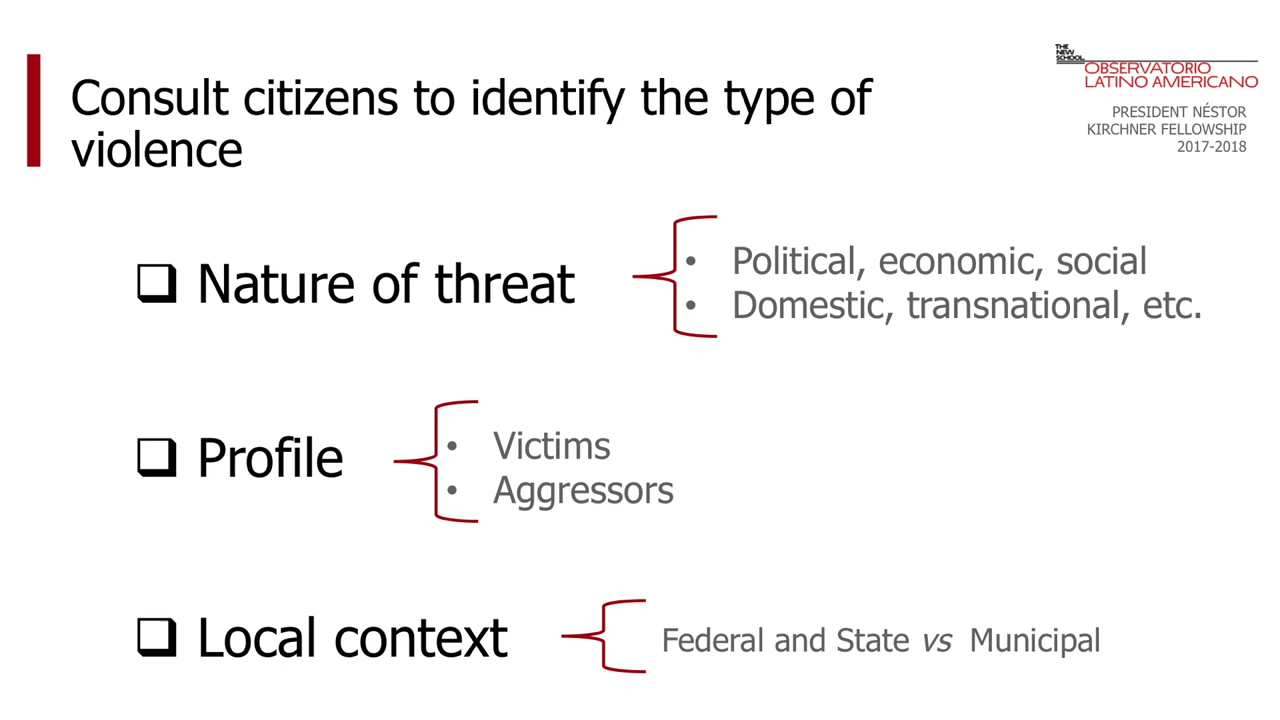 Consult citizens to identify the type of
violence
THE
NEW
SCHOOL
OBSERVATORIO
LATINO AMERICANO
PRESIDENT NÉSTOR
KIRCHNER FELLOWSHIP
2017-2018
❑ Nature of threat
• Political, economic, social
• Domestic, transnational, etc.
❑ Profile
• Victims
• Aggressors
❑ Local context
Federal and State vs Municipal